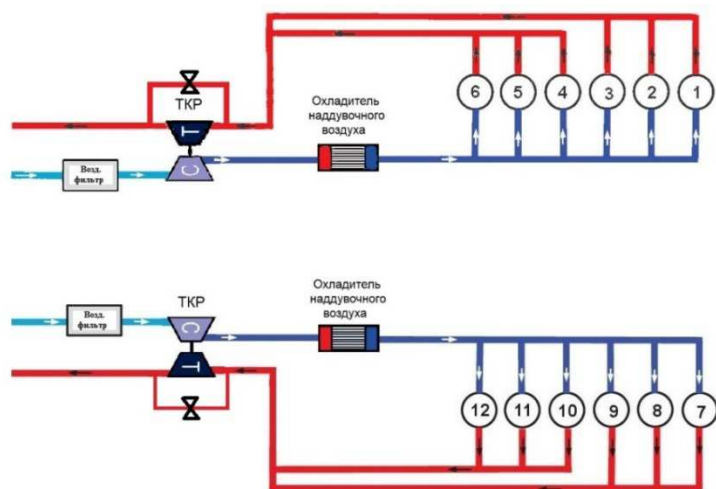 ТКР
Охладитель
наддувочного
воздуха
6 5 4 3 2 1
T
C
Возд.
фильтр
ТКР
Охладитель
наддувочного
воздуха
Возд.
фильтр
C
T
12 11 10 9 8 7